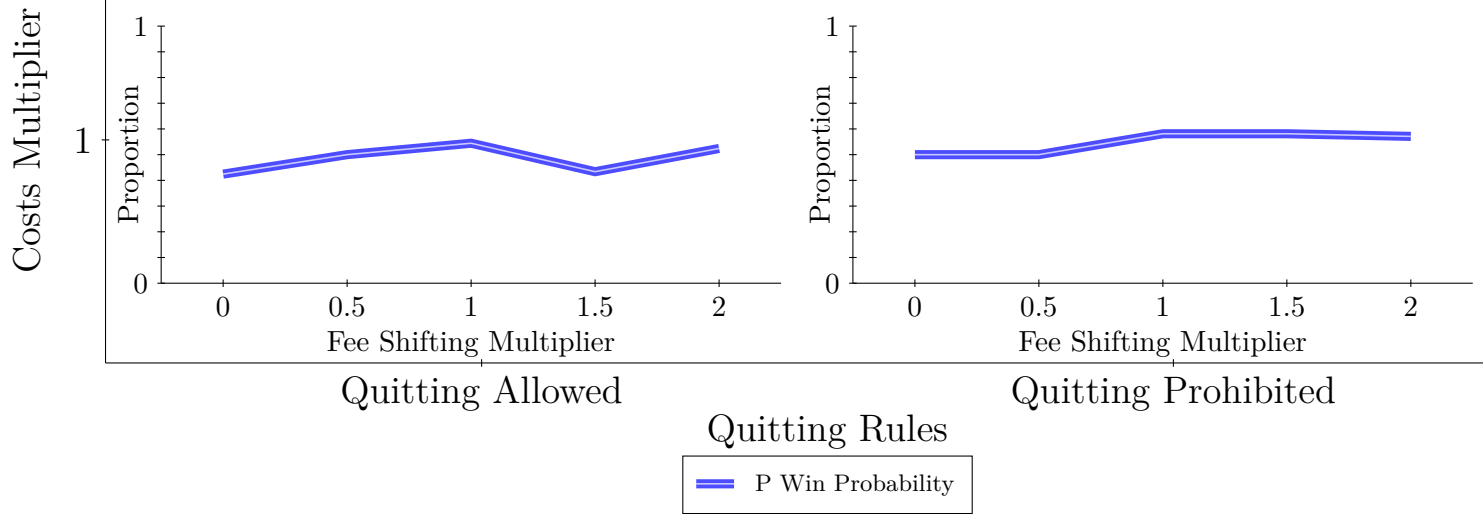 Costs Multiplier
1
Proportion
1
0
0 0.5 1 1.5 2
Fee Shifting Multiplier
Proportion
1
0
0 0.5 1 1.5 2
Fee Shifting Multiplier
Quitting Allowed
Quitting Prohibited
Quitting Rules
P Win Probability